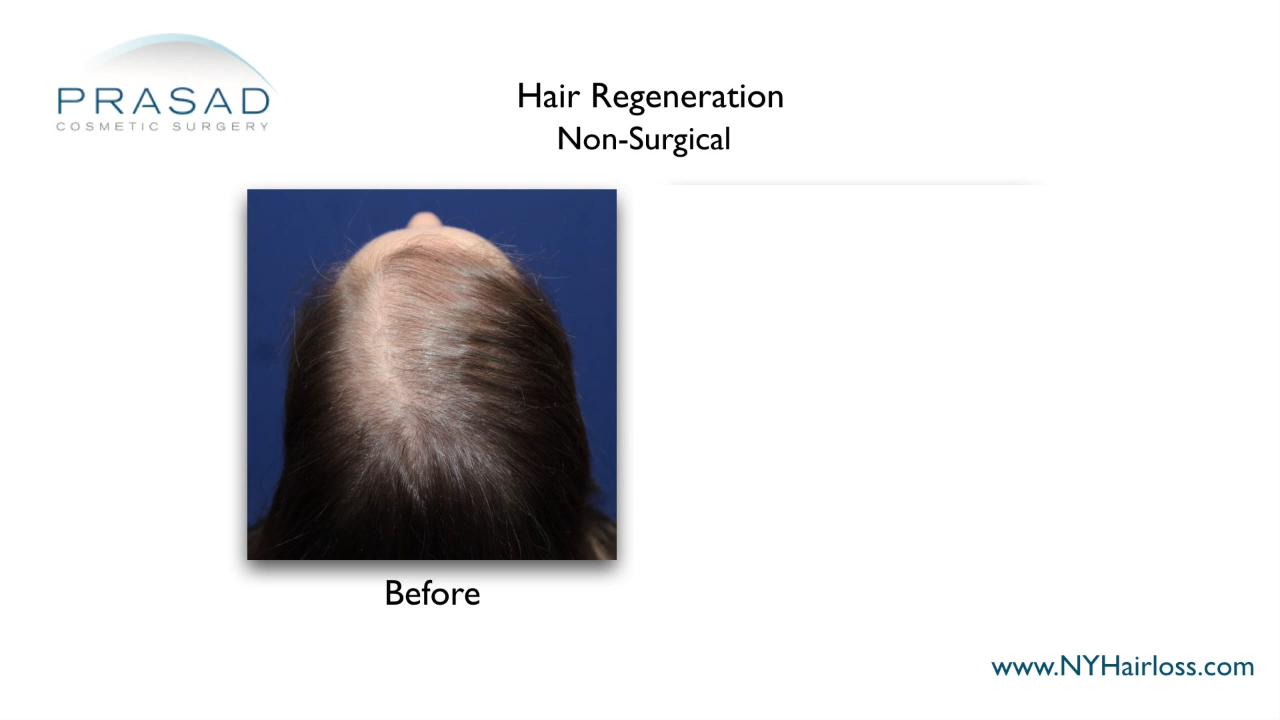 PRASAD
COSMETIC SURGERY
Hair Regeneration
Non-Surgical
Before
www.NYHairloss.com